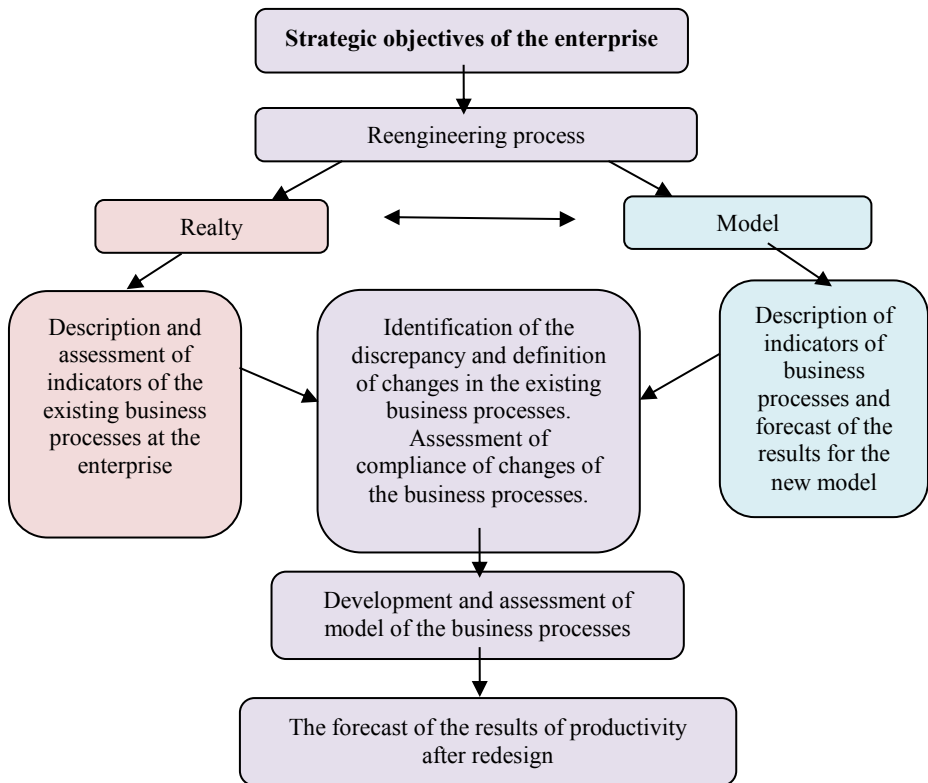 Strategic objectives of the enterprise
Reengineering process
Realty
Model
Description and
assessment of
indicators of the
existing business
processes at the
enterprise
Identification of the
discrepancy and definition
of changes in the existing
business processes.
Assessment of
compliance of changes of
the business processes.
Description of
indicators of
business
processes and
forecast of the
results for the
new model
Development and assessment of
model of the business processes
The forecast of the results of productivity
after redesign